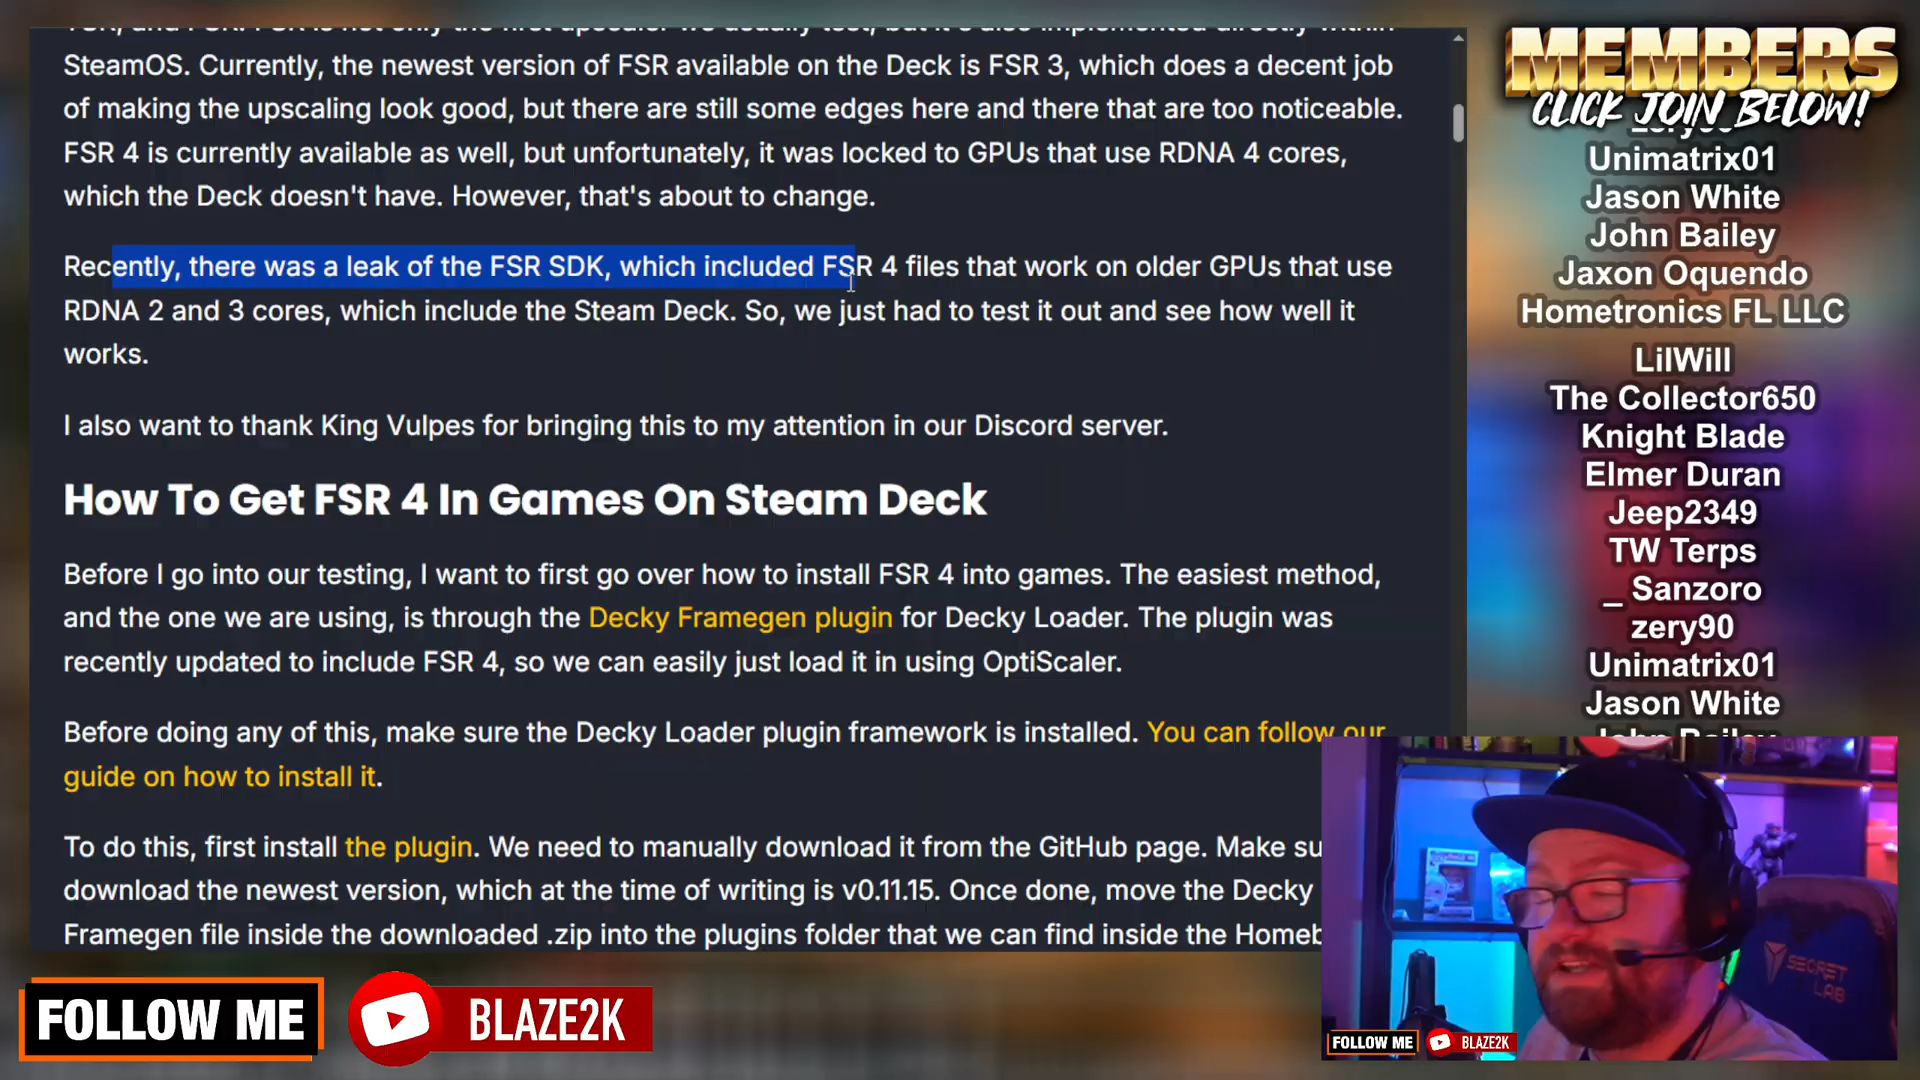 SteamOS. Currently, the newest version of FSR available on the Deck is FSR 3, which does a decent job
of making the upscaling look good, but there are still some edges here and there that are too noticeable.
FSR 4 is currently available as well, but unfortunately, it was locked to GPUs that use RDNA 4 cores,
which the Deck doesn't have. However, that's about to change.
Recently, there was a leak of the FSR SDK, which included FSR 4 files that work on older GPUs that use
RDNA 2 and 3 cores, which include the Steam Deck. So, we just had to test it out and see how well it
works.
I also want to thank King Vulpes for bringing this to my attention in our Discord server.
How To Get FSR 4 In Games On Steam Deck
Before I go into our testing, I want to first go over how to install FSR 4 into games. The easiest method,
and the one we are using, is through the Decky Framegen plugin for Decky Loader. The plugin was
recently updated to include FSR 4, so we can easily just load it in using OptiScaler.
Before doing any of this, make sure the Decky Loader plugin framework is installed. You can follow our
guide on how to install it.
To do this, first install the plugin. We need to manually download it from the GitHub page. Make su
download the newest version, which at the time of writing is v0.11.15. Once done, move the Decky
Framegen file inside the downloaded .zip into the plugins folder that we can find inside the Homeb
MEMBERS
CLICK JOIN BELOW!
zery90
Unimatrix01
Jason White
John Bailey
Jaxon Oquendo
Hometronics FL LLC
LilWill
The Collector650
Knight Blade
Elmer Duran
Jeep2349
TW Terps
_ Sanzoro
zery90
Unimatrix01
Jason White
John Bailey
SECRET
LAB
FOLLOW ME
BLAZE2K
FOLLOW ME
BLAZE2K